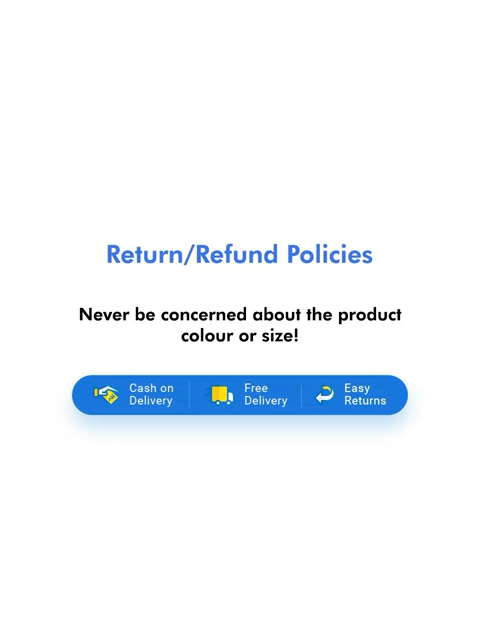 Return/Refund Policies
Never be concerned about the product
colour or size!
Cash on
Delivery
Free
Delivery
Easy
Returns